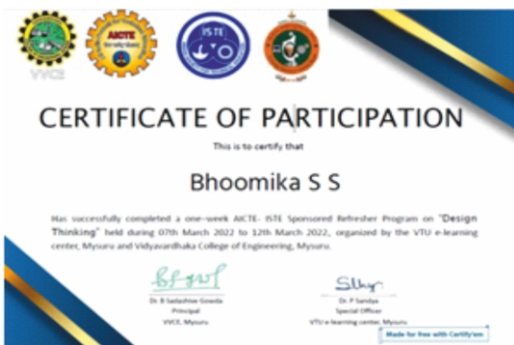 VVCE
AICTE
ISTE
CERTIFICATE OF PARTICIPATION
This is to certify that
Bhoomika S S
Has successfully completed a one-week AICTE- ISTE Sponsored Refresher Program on "Design
Thinking" held during 07th March 2022 to 12th March 2022, organized by the VTU e-learning
center, Mysuru and Vidyavardhaka College of Engineering, Mysuru.
Dr. B Sadashive Gowda
Principal
VVCE, Mysuru
Dr. P Sandya
Special Officer
VTU e-learning center, Mysuru
Made for free with Certify'em